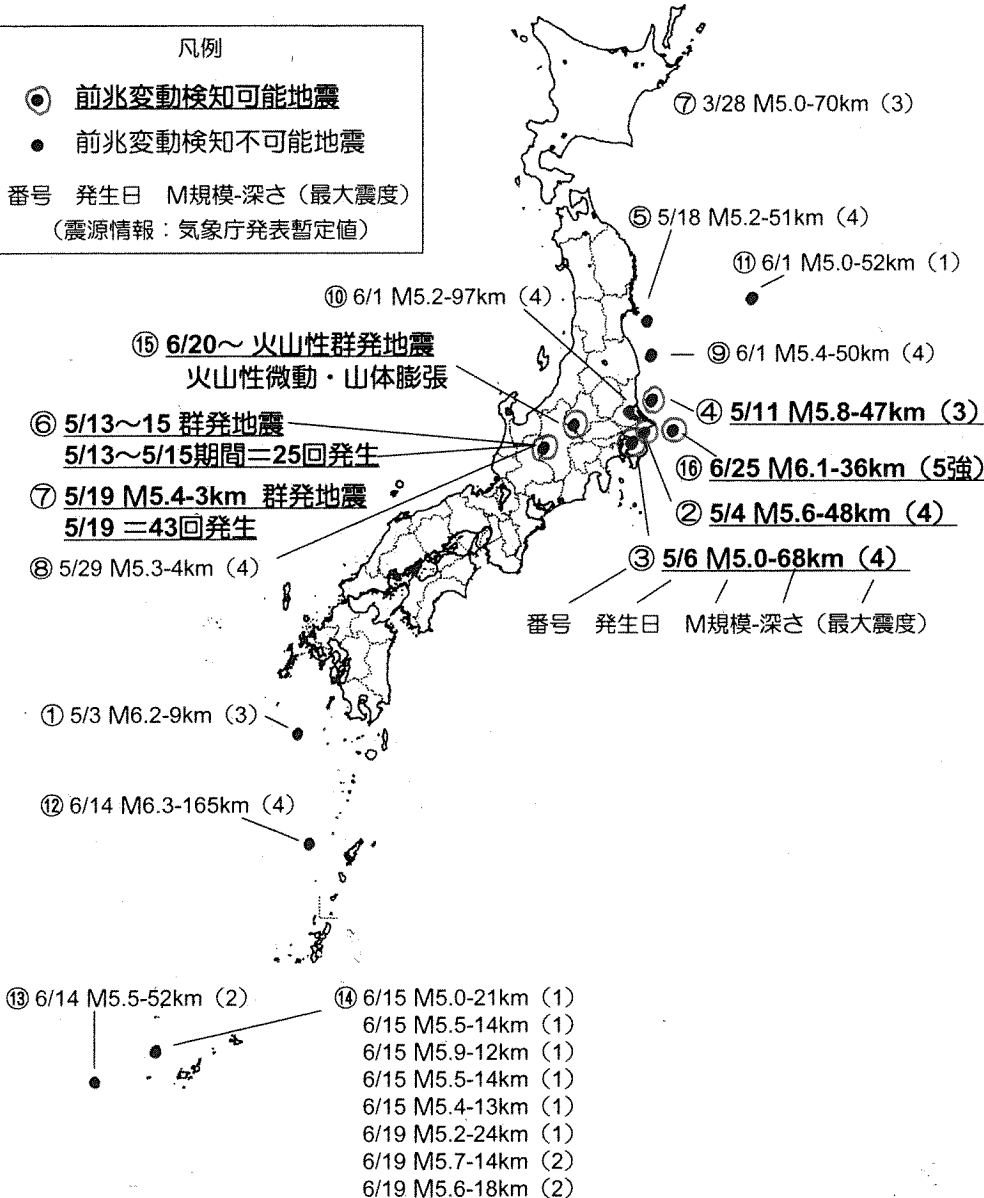 凡例
前兆変動検知可能地震
前兆変動検知不可能地震
番号 発生日 M規模-深さ（最大震度）
（震源情報：気象庁発表暫定値）
⑦ 3/28 M5.0-70km（3）
⑤ 5/18 M5.2-51km（4）
⑪ 6/1 M5.0-52km（1）
⑩ 6/1 M5.2-97km（4）
⑨ 6/1 M5.4-50km（4）
⑮ 6/20～ 火山性群発地震
火山性微動・山体膨張
④ 5/11 M5.8-47km（3）
⑥ 5/13～15 群発地震
5/13～5/15期間＝25回発生
⑯ 6/25 M6.1-36km（5強）
⑦ 5/19 M5.4-3km 群発地震
5/19 ＝43回発生
② 5/4 M5.6-48km（4）
⑧ 5/29 M5.3-4km（4）
③ 5/6 M5.0-68km（4）
番号 発生日 M規模-深さ（最大震度）
① 5/3 M6.2-9km（3）
⑫ 6/14 M6.3-165km（4）
⑬ 6/14 M5.5-52km（2）
⑭ 6/15 M5.0-21km（1）
6/15 M5.5-14km（1）
6/15 M5.9-12km（1）
6/15 M5.5-14km（1）
6/15 M5.4-13km（1）
6/19 M5.2-24km（1）
6/19 M5.7-14km（2）
6/19 M5.6-18km（2）